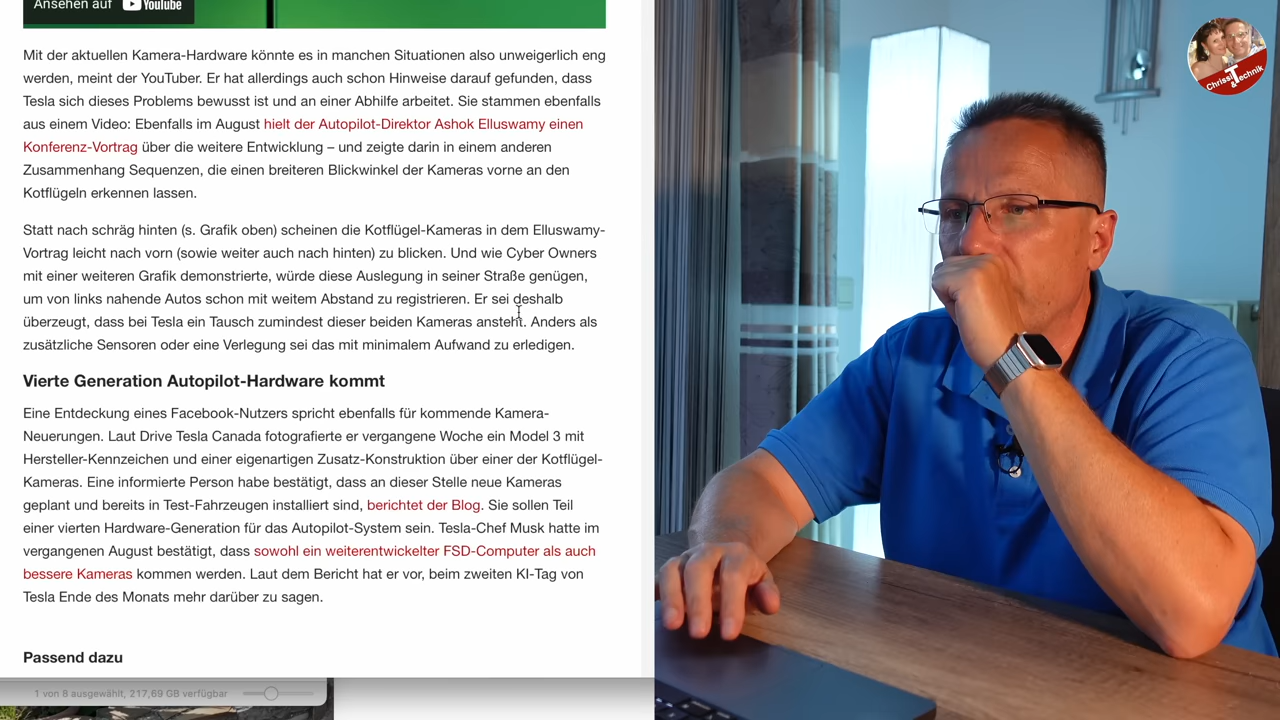 Ansehen auf YouTube
Mit der aktuellen Kamera-Hardware könnte es in manchen Situationen also unweigerlich eng
werden, meint der YouTuber. Er hat allerdings auch schon Hinweise darauf gefunden, dass
Tesla sich dieses Problems bewusst ist und an einer Abhilfe arbeitet. Sie stammen ebenfalls
aus einem Video: Ebenfalls im August hielt der Autopilot-Direktor Ashok Elluswamy einen
Konferenz-Vortrag über die weitere Entwicklung – und zeigte darin in einem anderen
Zusammenhang Sequenzen, die einen breiteren Blickwinkel der Kameras vorne an den
Kotflügeln erkennen lassen.
Statt nach schräg hinten (s. Grafik oben) scheinen die Kotflügel-Kameras in dem Elluswamy-
Vortrag leicht nach vorn (sowie weiter auch nach hinten) zu blicken. Und wie Cyber Owners
mit einer weiteren Grafik demonstrierte, würde diese Auslegung in seiner Straße genügen,
um von links nahende Autos schon mit weitem Abstand zu registrieren. Er sei deshalb
überzeugt, dass bei Tesla ein Tausch zumindest dieser beiden Kameras ansteht. Anders als
zusätzliche Sensoren oder eine Verlegung sei das mit minimalem Aufwand zu erledigen.
Vierte Generation Autopilot-Hardware kommt
Eine Entdeckung eines Facebook-Nutzers spricht ebenfalls für kommende Kamera-
Neuerungen. Laut Drive Tesla Canada fotografierte er vergangene Woche ein Model 3 mit
Hersteller-Kennzeichen und einer eigenartigen Zusatz-Konstruktion über einer der Kotflügel-
Kameras. Eine informierte Person habe bestätigt, dass an dieser Stelle neue Kameras
geplant und bereits in Test-Fahrzeugen installiert sind, berichtet der Blog. Sie sollen Teil
einer vierten Hardware-Generation für das Autopilot-System sein. Tesla-Chef Musk hatte im
vergangenen August bestätigt, dass sowohl ein weiterentwickelter FSD-Computer als auch
bessere Kameras kommen werden. Laut dem Bericht hat er vor, beim zweiten KI-Tag von
Tesla Ende des Monats mehr darüber zu sagen.
Passend dazu
1 von 8 ausgewählt, 217,69 GB verfügbar
Chrissi T &Technik